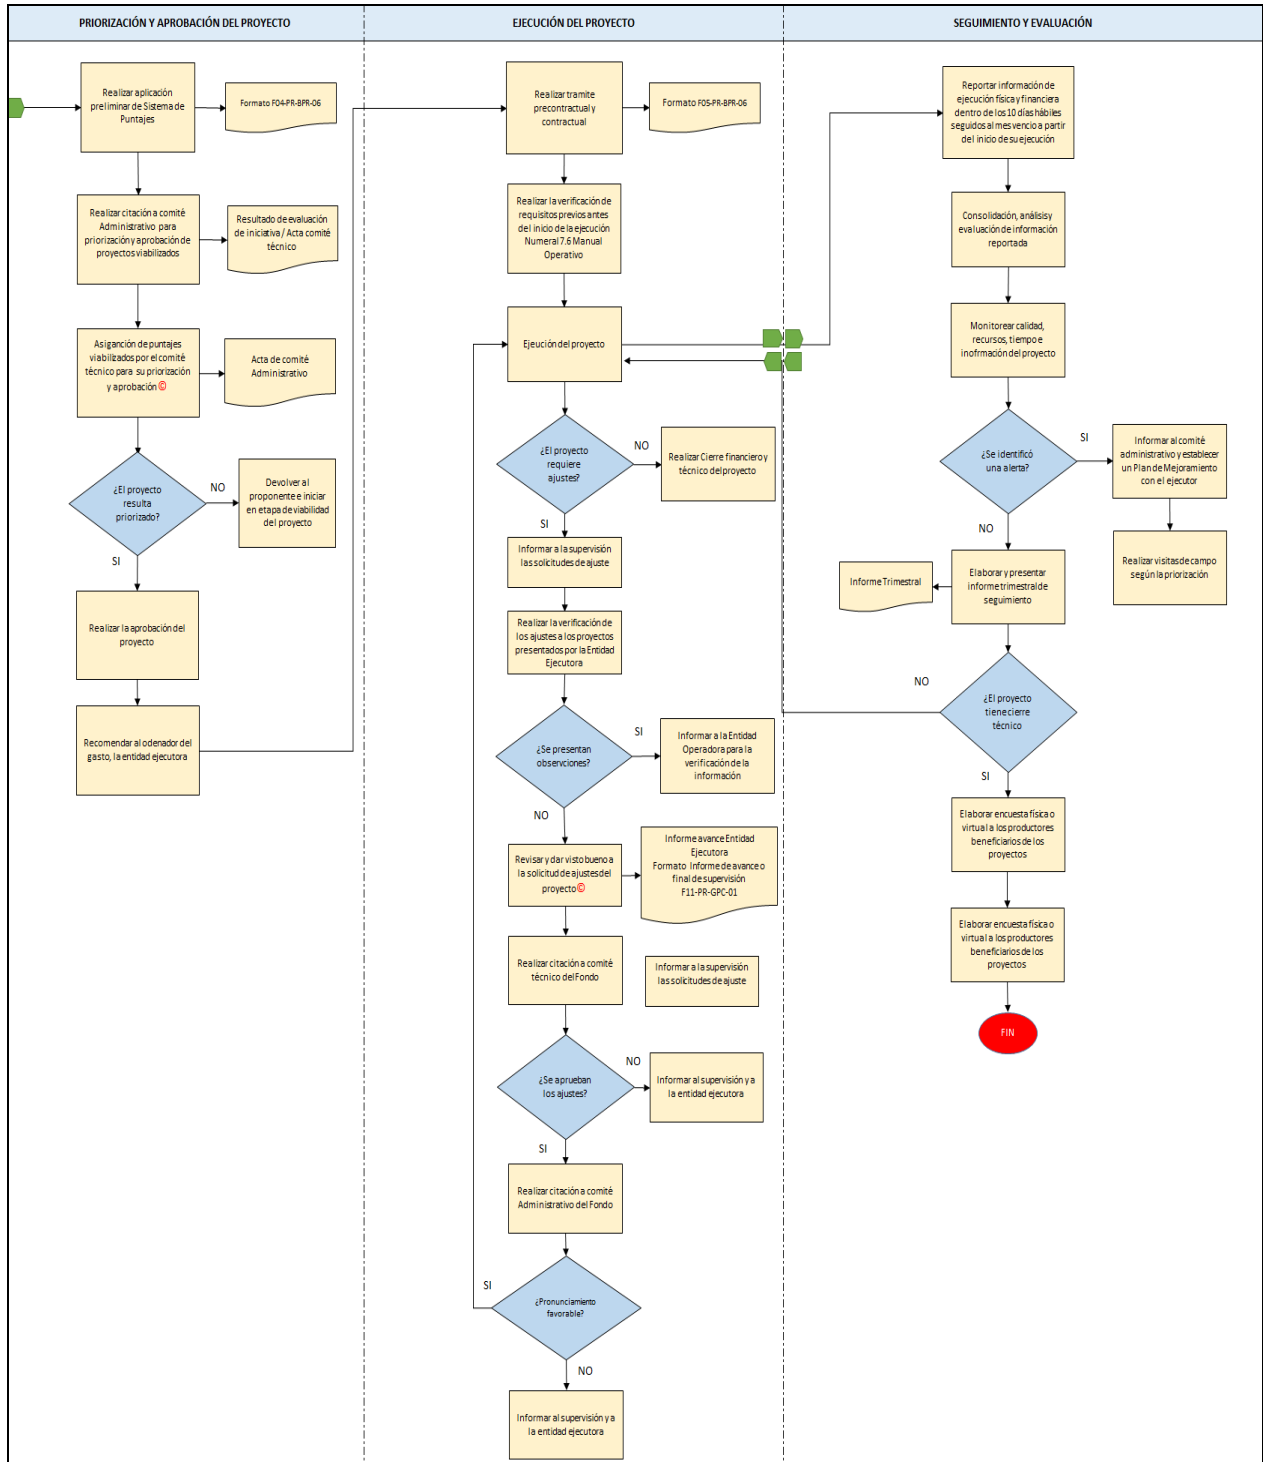 PRIORIZACIÓN Y APROBACIÓN DEL PROYECTO
Realizar aplicación
preliminar de Sistema de
Puntajes
Formato F04-PR-BPR-06
Realizar citación a comité
Administrativo para
priorización y aprobación de
proyectos viabilizados
Resultado de evaluación
de iniciativa / Acta comité
técnico
Asigancíón de puntajes
viabilizados por el comité
técnico para su priorización
y aprobación ©
Acta de comité
Administrativo
¿El proyecto
resulta
priorizado?
NO
Devolver al
proponente e iniciar
en etapa de viabilidad
del proyecto
SI
Realizar la aprobación del
proyecto
Recomendar al odenador del
gasto, la entidad ejecutora
EJECUCIÓN DEL PROYECTO
Realizar tramite
precontractual y
contractual
Formato F05-PR-BPR-06
Realizar la verificación de
requisitos previos antes
del inicio de la ejecución
Numeral 7.6 Manual
Operativo
Ejecución del proyecto
¿El proyecto
requiere
ajustes?
NO
Realizar Cierre financiero y
técnico del proyecto
SI
Informar a la supervisión
las solicitudes de ajuste
Realizar la verificación de
los ajustes a los proyectos
presentados por la Entidad
Ejecutora
¿Se presentan
observciones?
SI
Informar a la Entidad
Operadora para la
verificación de la
información
NO
Revisar y dar visto bueno a
la solicitud de ajustes del
proyecto ©
Informe avance Entidad
Ejecutora
Formato Informe de avance o
final de supervisión
F11-PR-GPC-01
Realizar citación a comité
técnico del Fondo
Informar a la supervisión
las solicitudes de ajuste
¿Se aprueban
los ajustes?
NO
Informar al supervisión y a
la entidad ejecutora
SI
Realizar citación a comité
Administrativo del Fondo
¿Pronunciamiento
favorable?
SI
NO
Informar al supervisión y a
la entidad ejecutora
SEGUIMIENTO Y EVALUACIÓN
Reportar información de
ejecución física y financiera
dentro de los 10 días hábiles
seguidos al mes vencio a partir
del inicio de su ejecución
Consolidación, análisis y
evaluación de información
reportada
Monitorear calidad,
recursos, tiempo e
inofrmación del proyecto
¿Se identificó
una alerta?
SI
Informar al comité
administrativo y establecer
un Plan de Mejoramiento
con el ejecutor
Realizar visitas de campo
según la priorización
NO
Elaborar y presentar
informe trimestral de
seguimiento
Informe Trimestral
¿El proyecto
tiene cierre
técnico
NO
SI
Elaborar encuesta física o
virtual a los productores
beneficiarios de los
proyectos
Elaborar encuesta física o
virtual a los productores
beneficiarios de los
proyectos
FIN